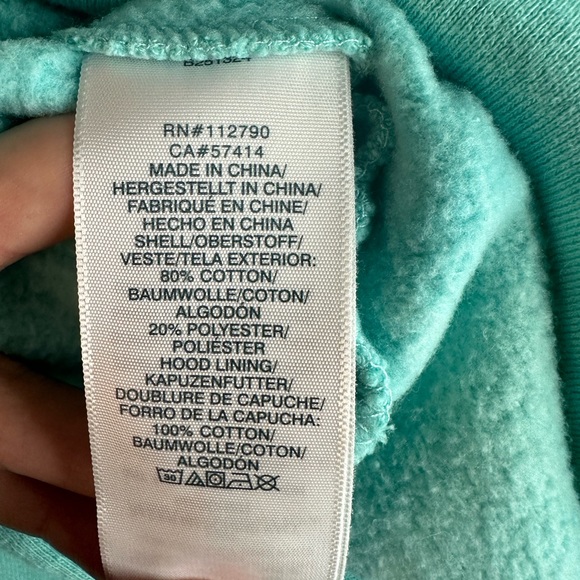 RN#112790
CA#57414
MADE IN CHINA/
HERGESTELLT IN CHINA/
FABRIQUÉ EN CHINE/
HECHO EN CHINA
SHELL/OBERSTOFF/
VESTE/TELA EXTERIOR:
80% COTTON/
BAUMWOLLE/COTON/
ALGODÓN
20% POLYESTER/
POLIÉSTER
HOOD LINING/
KAPUZENFUTTER/
DOUBLURE DE CAPUCHE/
FORRO DE LA CAPUCHA:
100% COTTON/
BAUMWOLLE/COTON/
ALGODÓN
30